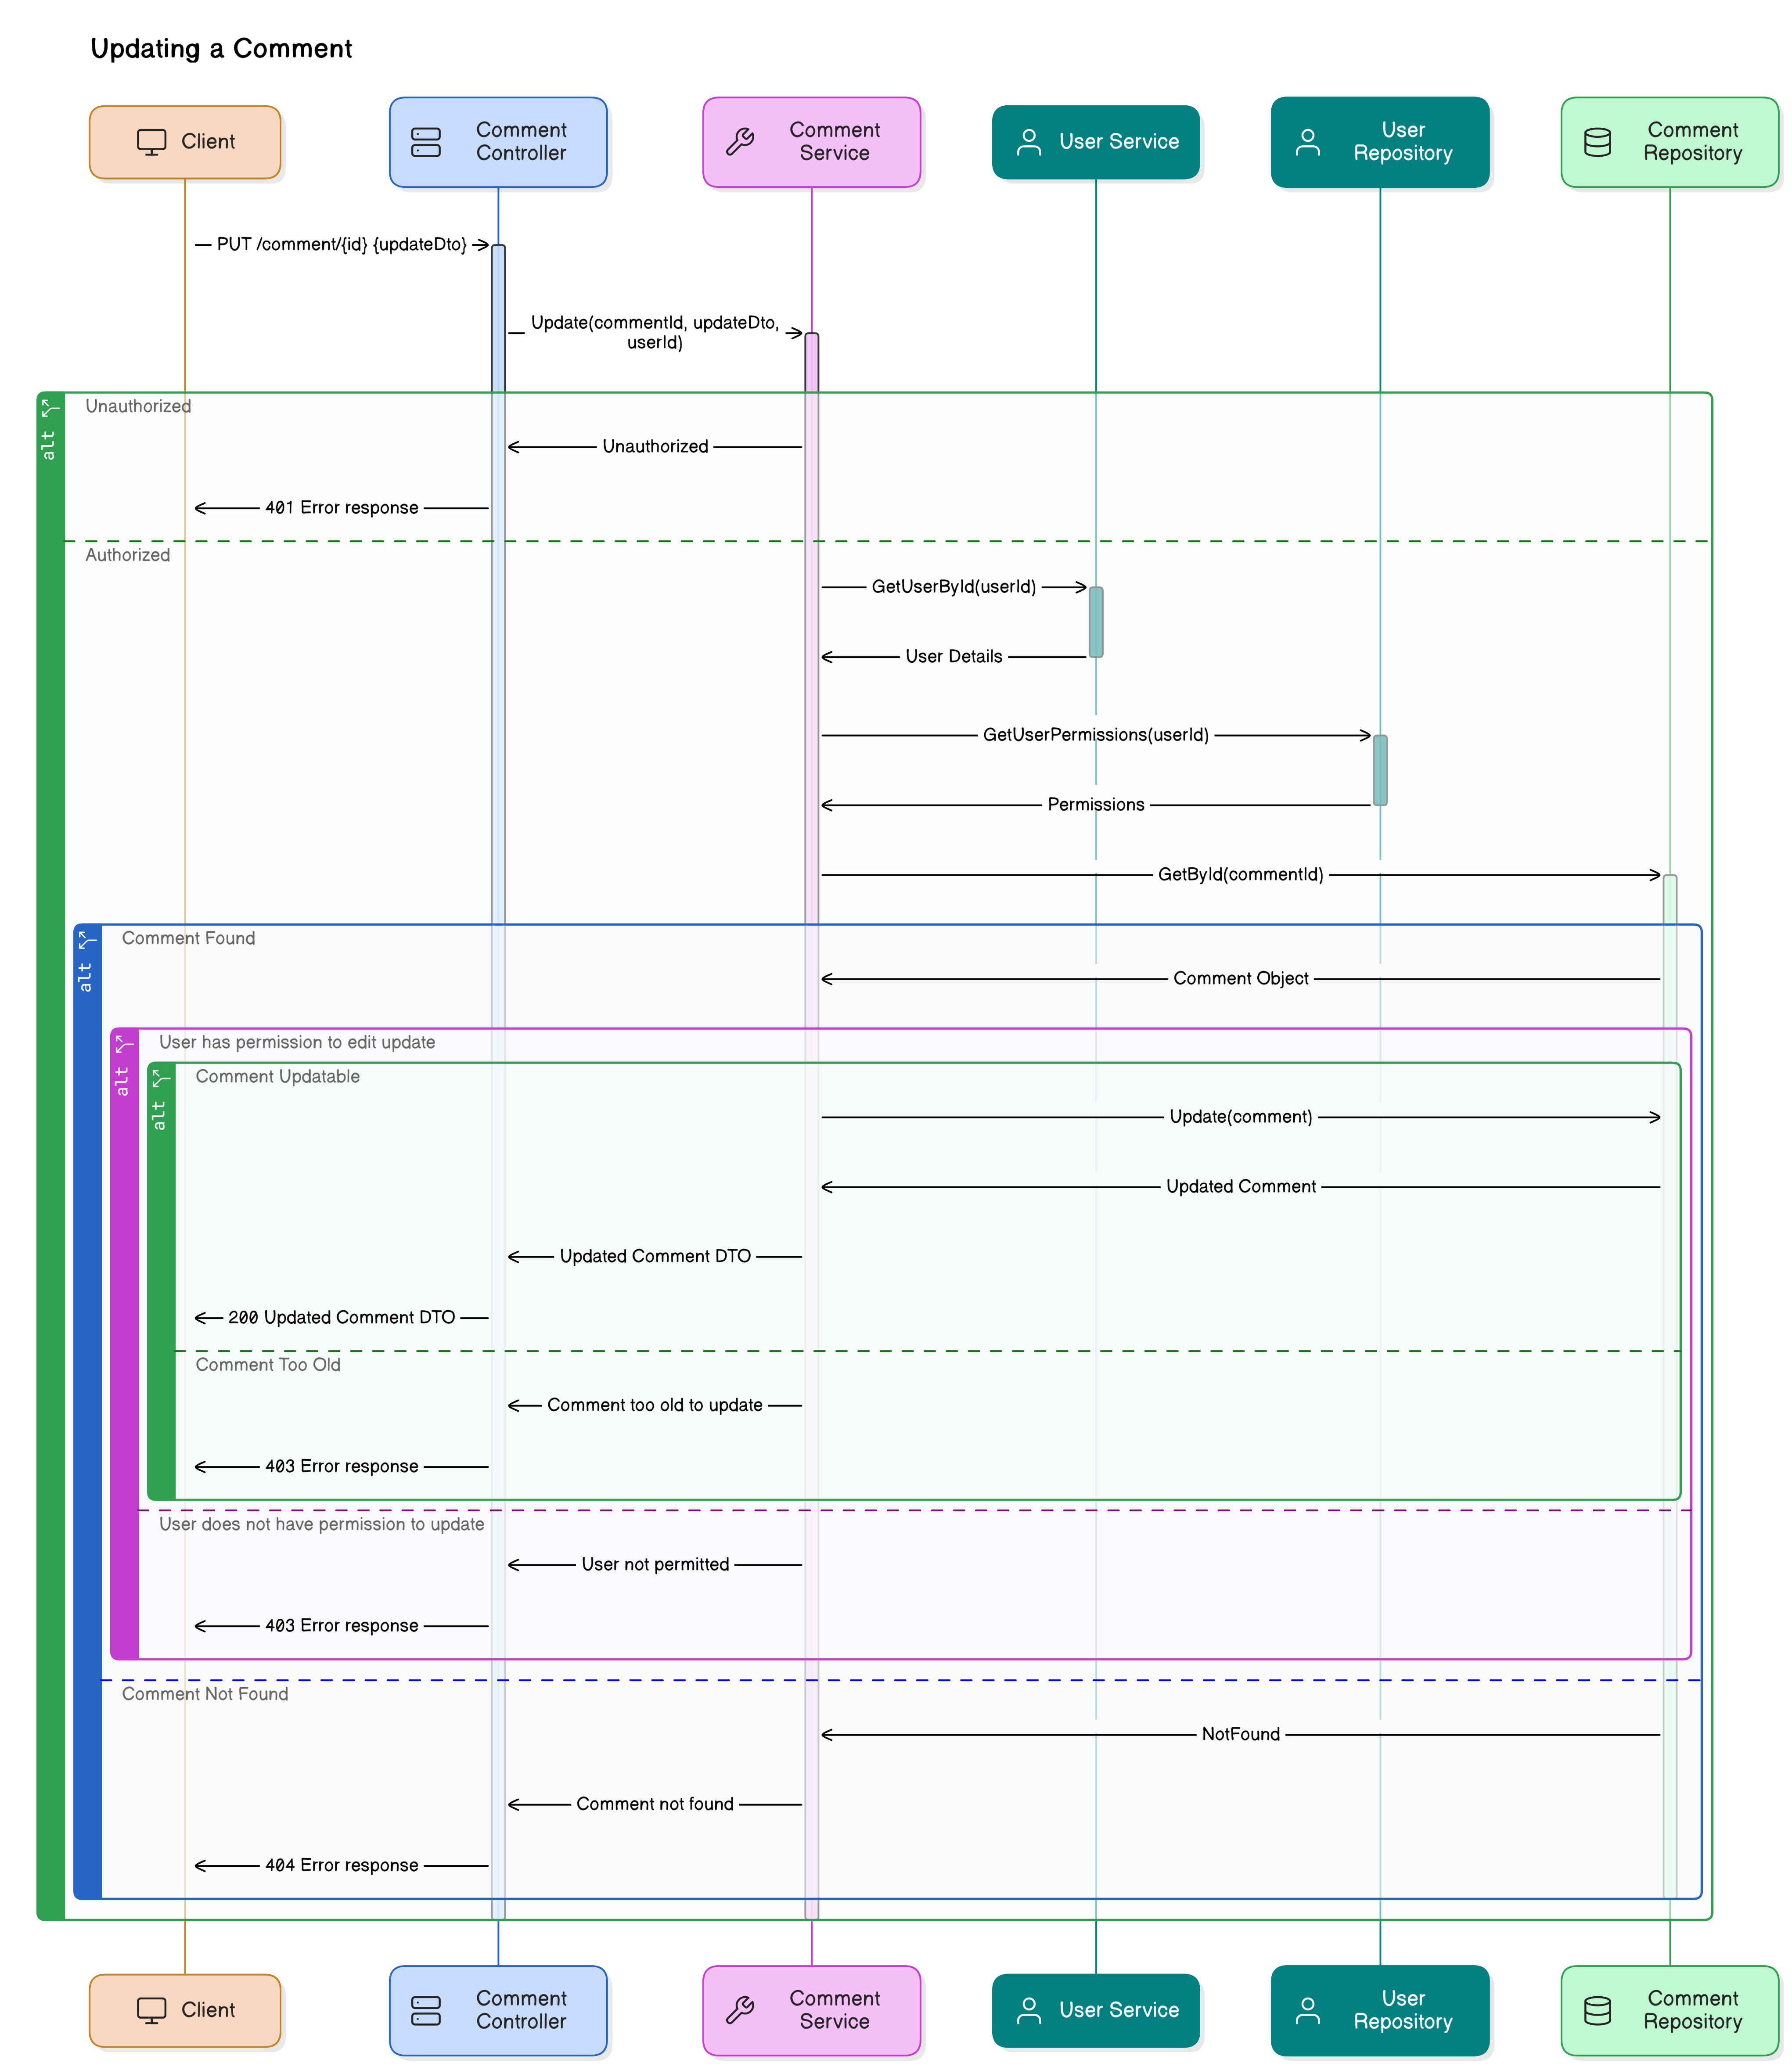 Updating a Comment
Client
Comment
Controller
Comment
Service
User Service
User
Repository
Comment
Repository
PUT /comment/{id} {updateDto}
Update(commentId, updateDto,
userId)
alt
Unauthorized
Unauthorized
401 Error response
Authorized
GetUserById(userId)
User Details
GetUserPermissions(userId)
Permissions
GetById(commentId)
alt
Comment Found
Comment Object
alt
User has permission to edit update
alt
Comment Updatable
Update(comment)
Updated Comment
Updated Comment DTO
200 Updated Comment DTO
Comment Too Old
Comment too old to update
403 Error response
User does not have permission to update
User not permitted
403 Error response
Comment Not Found
NotFound
Comment not found
404 Error response
Client
Comment
Controller
Comment
Service
User Service
User
Repository
Comment
Repository